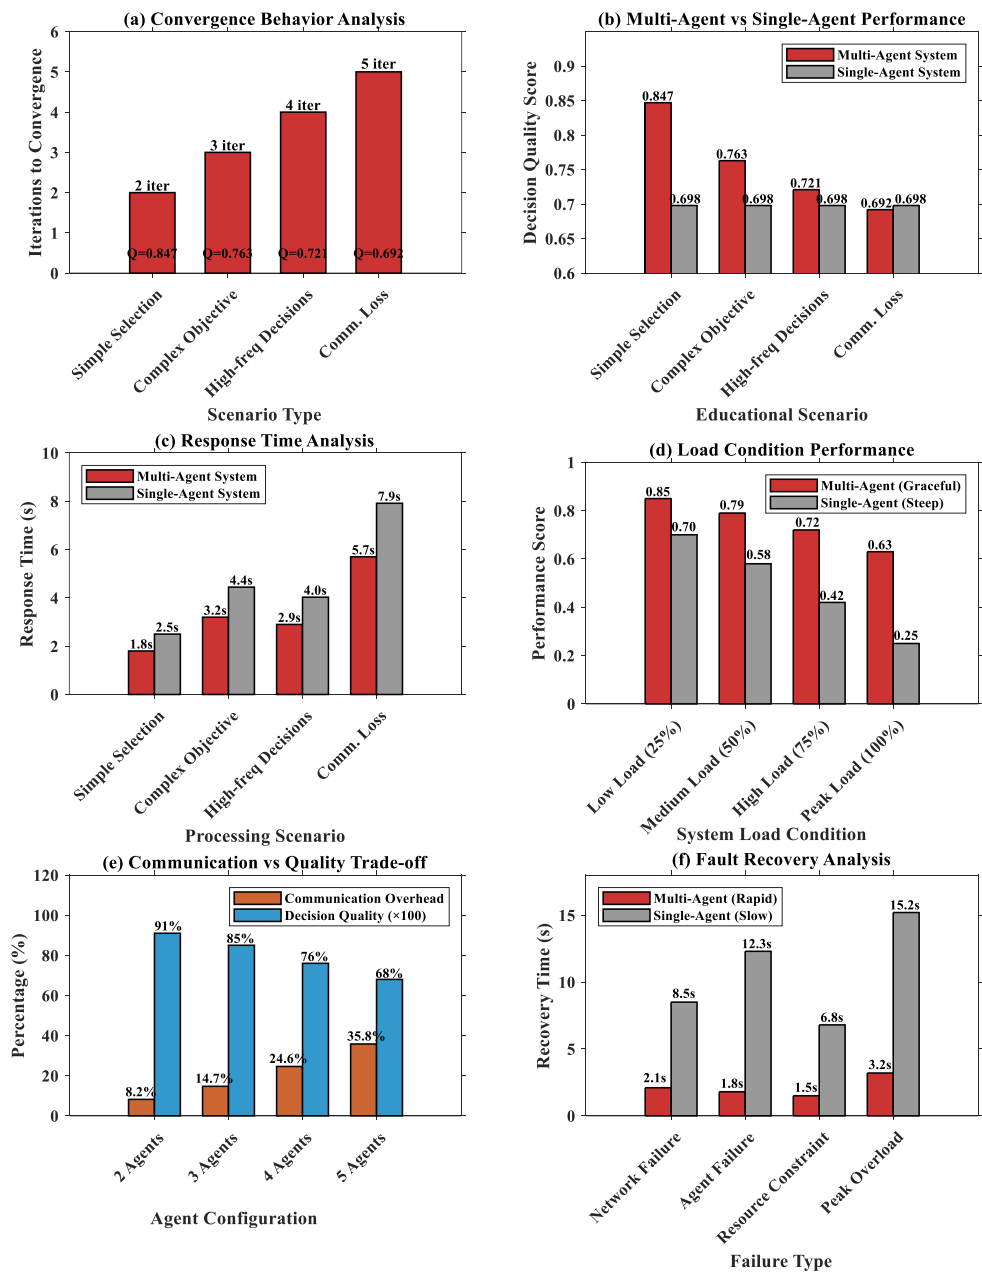 (a) Convergence Behavior Analysis
Iterations to Convergence
6
5
4
3
2
1
0
2 iter
3 iter
4 iter
5 iter
Q=0.847
Q=0.763
Q=0.721
Q=0.692
Simple Selection
Complex Objective
High-freq Decisions
Comm. Loss
Scenario Type
(b) Multi-Agent vs Single-Agent Performance
Decision Quality Score
0.9
0.85
0.8
0.75
0.7
0.65
0.6
Multi-Agent System
Single-Agent System
0.847
0.698
0.763
0.698
0.721
0.698
0.692
0.698
Simple Selection
Complex Objective
High-freq Decisions
Comm. Loss
Educational Scenario
(c) Response Time Analysis
Response Time (s)
10
8
6
4
2
0
Multi-Agent System
Single-Agent System
1.8s
2.5s
3.2s
4.4s
2.9s
4.0s
5.7s
7.9s
Simple Selection
Complex Objective
High-freq Decisions
Comm. Loss
Processing Scenario
(d) Load Condition Performance
Performance Score
1
0.8
0.6
0.4
0.2
0
Multi-Agent (Graceful)
Single-Agent (Steep)
0.85
0.70
0.79
0.58
0.72
0.42
0.63
0.25
Low Load (25%)
Medium Load (50%)
High Load (75%)
Peak Load (100%)
System Load Condition
(e) Communication vs Quality Trade-off
Percentage (%)
120
100
80
60
40
20
0
Communication Overhead
Decision Quality (×100)
8.2%
91%
14.7%
85%
24.6%
76%
35.8%
68%
2 Agents
3 Agents
4 Agents
5 Agents
Agent Configuration
(f) Fault Recovery Analysis
Recovery Time (s)
15
10
5
0
Multi-Agent (Rapid)
Single-Agent (Slow)
2.1s
8.5s
1.8s
12.3s
1.5s
6.8s
3.2s
15.2s
Network Failure
Agent Failure
Resource Constraint
Peak Overload
Failure Type